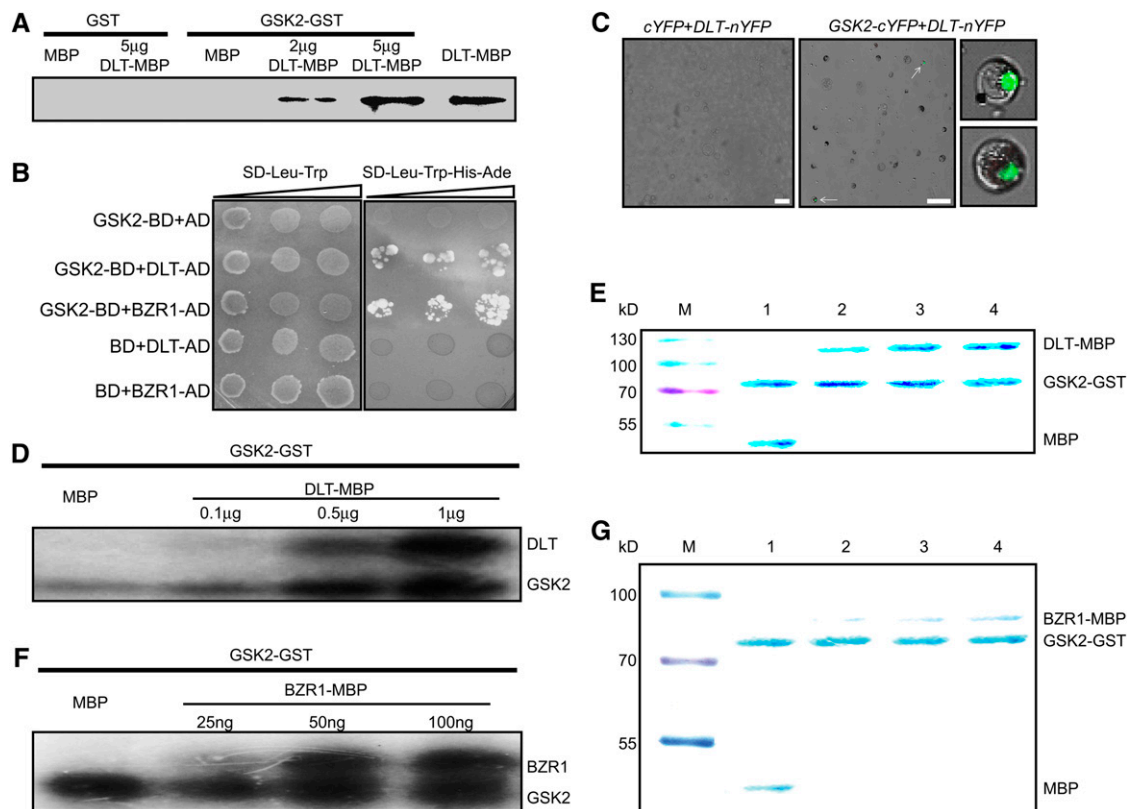 A
GST
GSK2-GST
MBP
5µg
DLT-MBP
MBP
2µg
DLT-MBP
5µg
DLT-MBP
DLT-MBP
B
SD-Leu-Trp
SD-Leu-Trp-His-Ade
GSK2-BD+AD
GSK2-BD+DLT-AD
GSK2-BD+BZR1-AD
BD+DLT-AD
BD+BZR1-AD
C
cYFP+DLT-nYFP
GSK2-cYFP+DLT-nYFP
D
GSK2-GST
MBP
DLT-MBP
0.1µg
0.5µg
1µg
DLT
GSK2
E
kD
M
1
2
3
4
130
100
70
55
DLT-MBP
GSK2-GST
MBP
F
GSK2-GST
MBP
BZR1-MBP
25ng
50ng
100ng
BZR1
GSK2
G
kD
M
1
2
3
4
100
70
55
BZR1-MBP
GSK2-GST
MBP